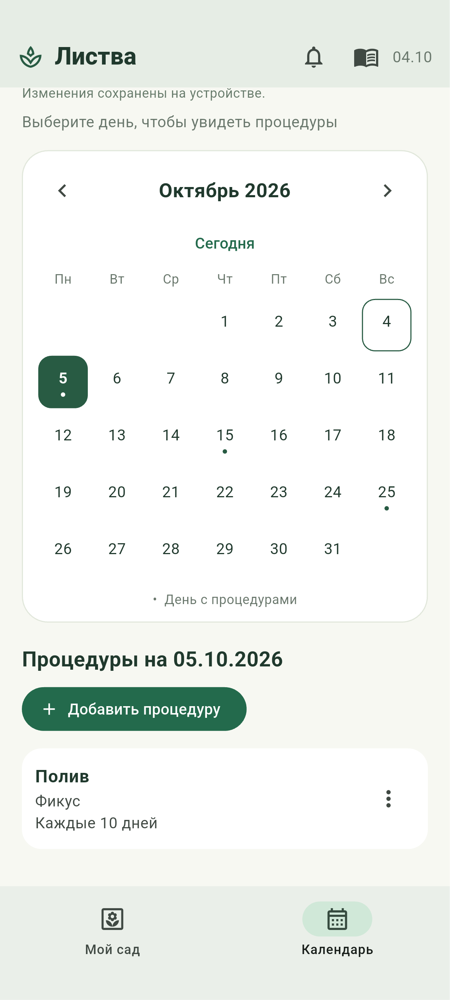 Листва
04.10
Изменения сохранены на устройстве.
Выберите день, чтобы увидеть процедуры
Октябрь 2026
Сегодня
Пн Вт Ср Чт Пт Сб Вс
1 2 3 4
5 6 7 8 9 10 11
12 13 14 15 16 17 18
19 20 21 22 23 24 25
26 27 28 29 30 31
• День с процедурами
Процедуры на 05.10.2026
+ Добавить процедуру
Полив
Фикус
Каждые 10 дней
Мой сад
Календарь